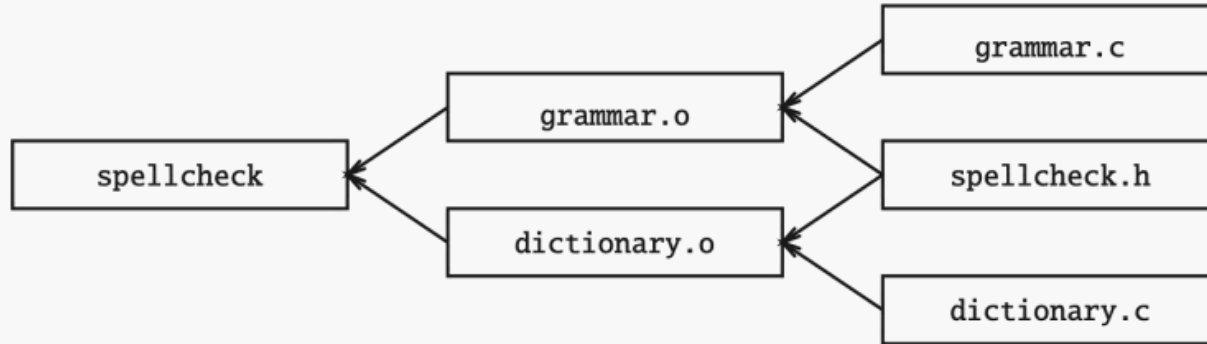 grammar.c
grammar.o
spellcheck
spellcheck.h
dictionary.o
dictionary.c